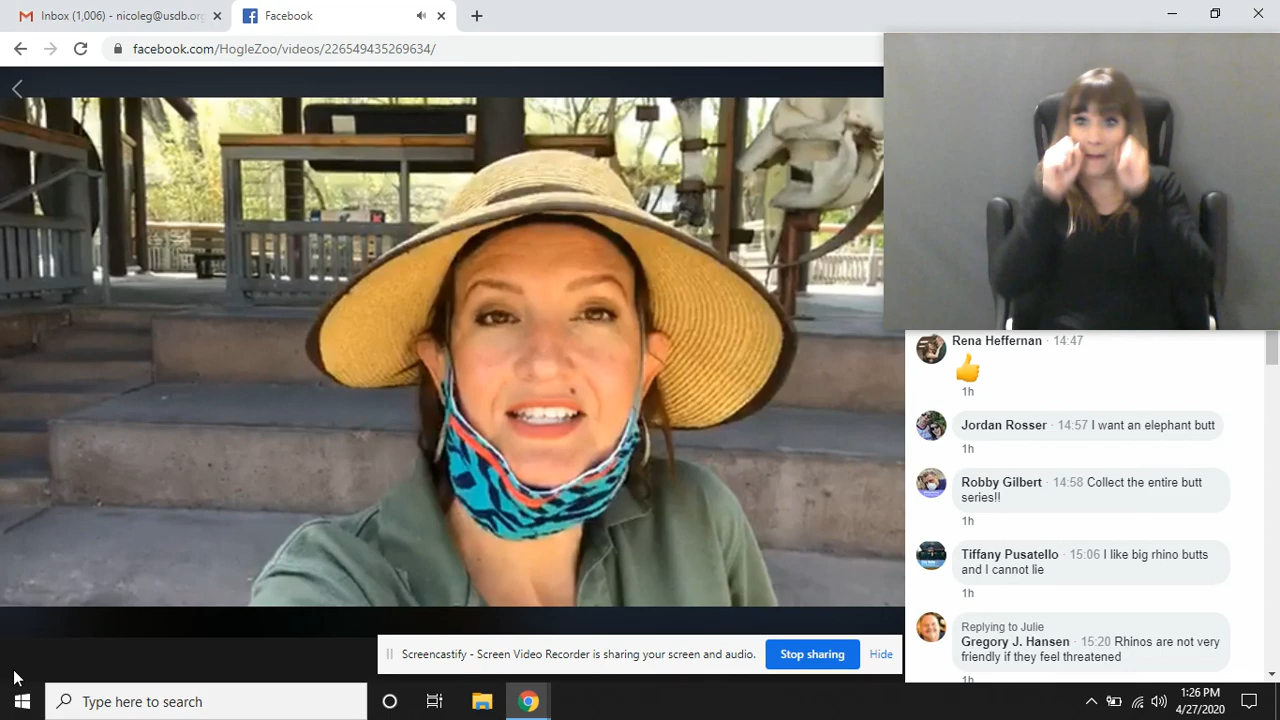 Inbox (1,006) - nicoleg@usdb.org
Facebook
facebook.com/HogleZoo/videos/226549435269634/
Rena Heffernan · 14:47
1h
Jordan Rosser · 14:57 I want an elephant butt
1h
Robby Gilbert · 14:58 Collect the entire butt
series!!
1h
Tiffany Pusatello · 15:06 I like big rhino butts
and I cannot lie
1h
Replying to Julie
Gregory J. Hansen · 15:20 Rhinos are not very
friendly if they feel threatened
1h
Screencastify - Screen Video Recorder is sharing your screen and audio.
Stop sharing
Hide
Type here to search
1:26 PM
4/27/2020